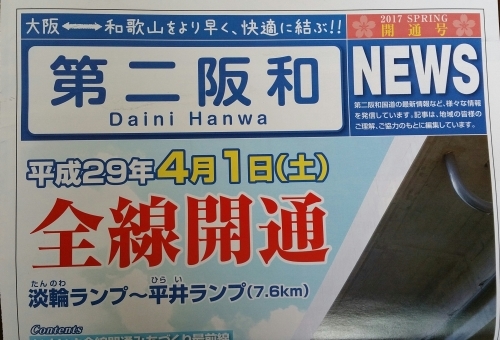 大阪⟷和歌山をより早く、快適に結ぶ!!
2017 SPRING
開通号
第二阪和
Daini Hanwa
NEWS
第二阪和国道の最新情報など、様々な情報
を発信しています。記事は、地域の皆様の
ご理解、ご協力のもとに編集しています。
平成29年4月1日(土)
全線開通
たんのわ ひらい
淡輪ランプ〜平井ランプ(7.6km)
Contents